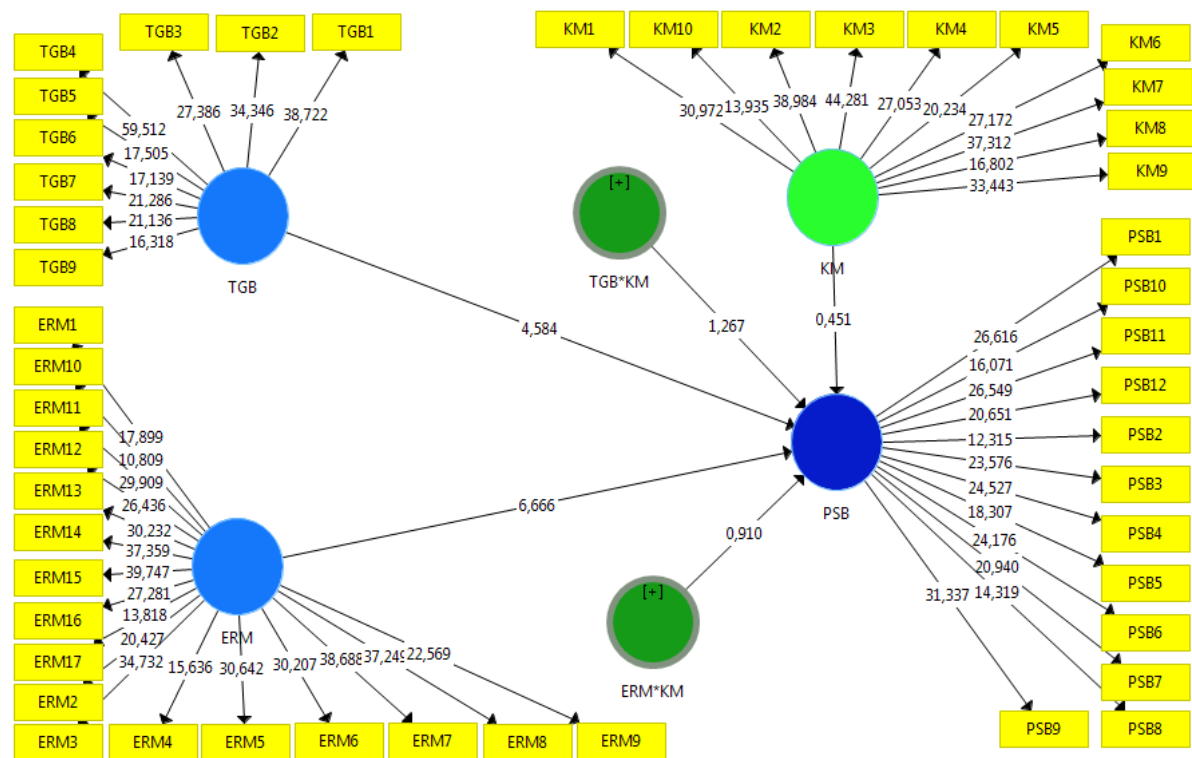 TGB3
TGB2
TGB1
KM1
KM10
KM2
KM3
KM4
KM5
TGB4
KM6
TGB5
KM7
TGB6
KM8
TGB7
KM9
TGB8
TGB9
27,386
34,346
38,722
59,512
17,505
17,139
21,286
21,136
16,318
TGB
30,972
13,935
38,984
44,281
27,053
20,234
27,172
37,312
16,802
33,443
KM
[+]
TGB*KM
4,584
1,267
0,451
PSB1
PSB10
PSB11
PSB12
PSB2
PSB3
PSB4
PSB5
PSB6
PSB7
PSB8
PSB9
26,616
16,071
26,549
20,651
12,315
23,576
24,527
18,307
24,176
20,940
14,319
31,337
PSB
ERM1
ERM10
ERM11
ERM12
ERM13
ERM14
ERM15
ERM16
ERM17
ERM2
ERM3
ERM4
ERM5
ERM6
ERM7
ERM8
ERM9
17,899
10,809
29,909
26,436
30,232
37,359
39,747
27,281
13,818
20,427
34,732
15,636
30,642
30,207
38,688
22,569
ERM
6,666
0,910
[+]
ERM*KM